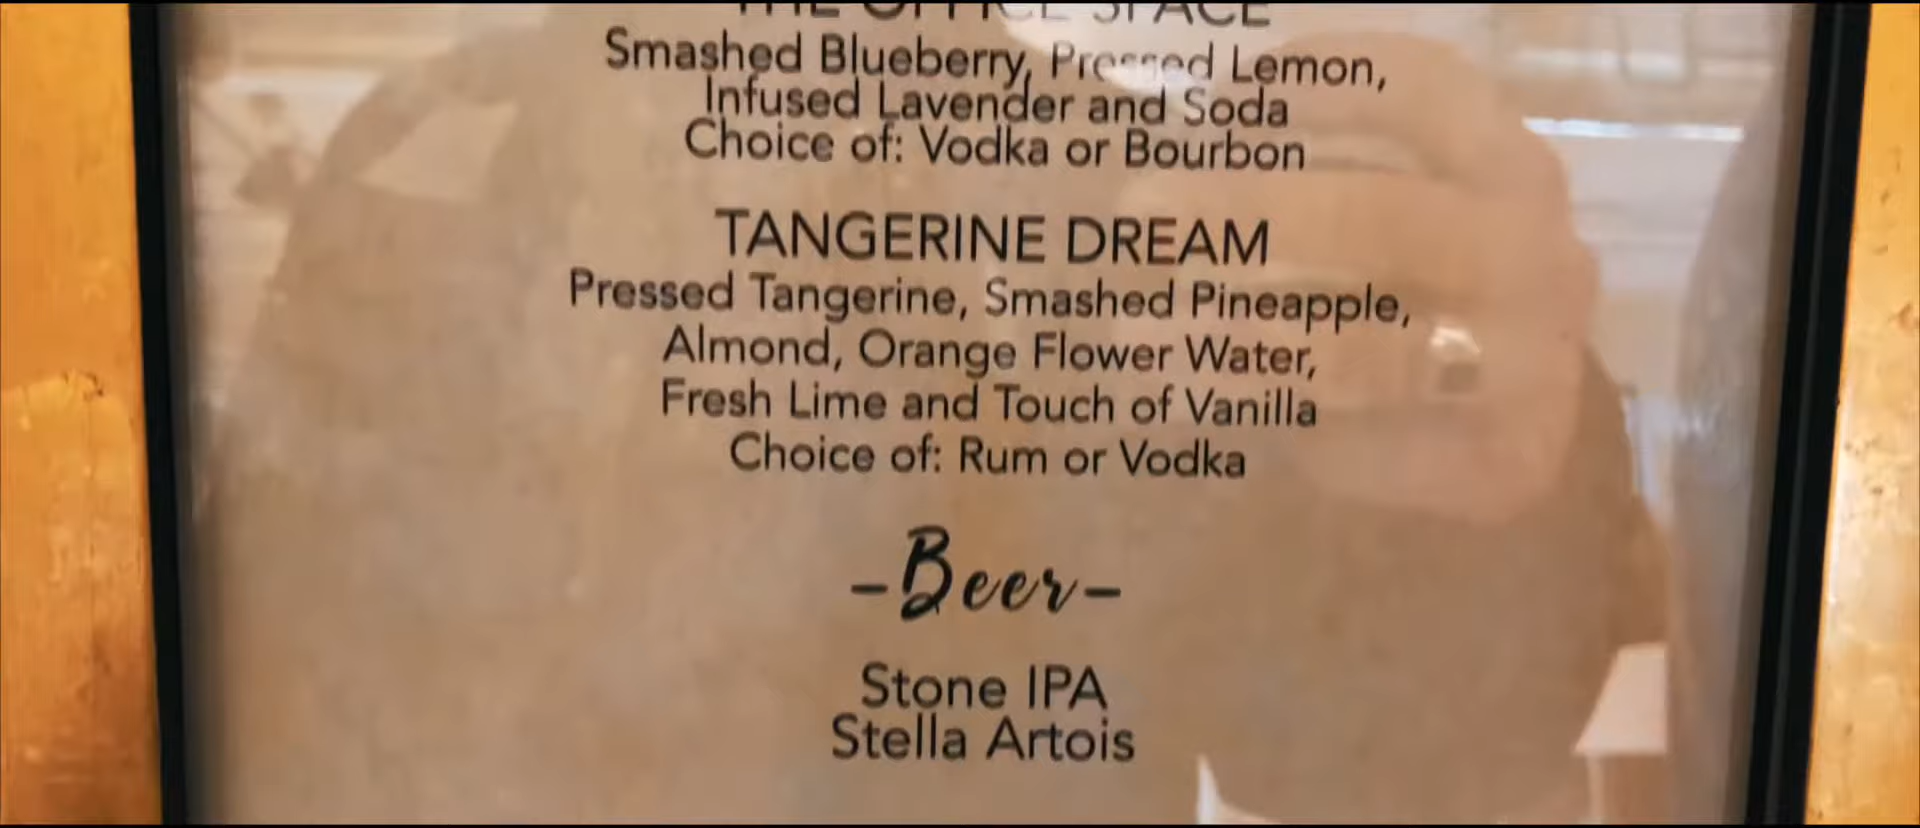 THE OFFICE SPACE
Smashed Blueberry, Pressed Lemon,
Infused Lavender and Soda
Choice of: Vodka or Bourbon
TANGERINE DREAM
Pressed Tangerine, Smashed Pineapple,
Almond, Orange Flower Water,
Fresh Lime and Touch of Vanilla
Choice of: Rum or Vodka
-Beer-
Stone IPA
Stella Artois